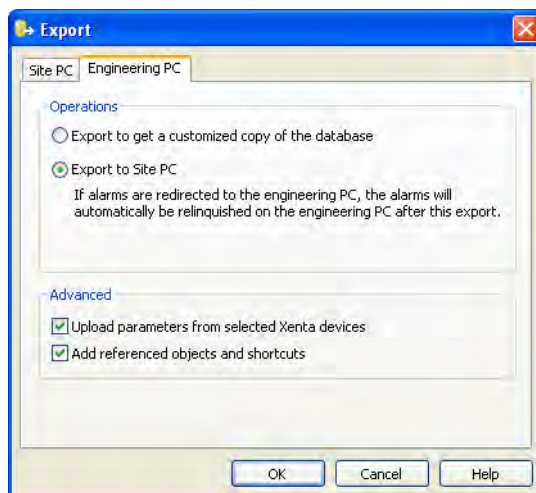 Export
Site PC
Engineering PC
Operations
Export to get a customized copy of the database
Export to Site PC
If alarms are redirected to the engineering PC, the alarms will
automatically be relinquished on the engineering PC after this export.
Advanced
Upload parameters from selected Xenta devices
Add referenced objects and shortcuts
OK
Cancel
Help